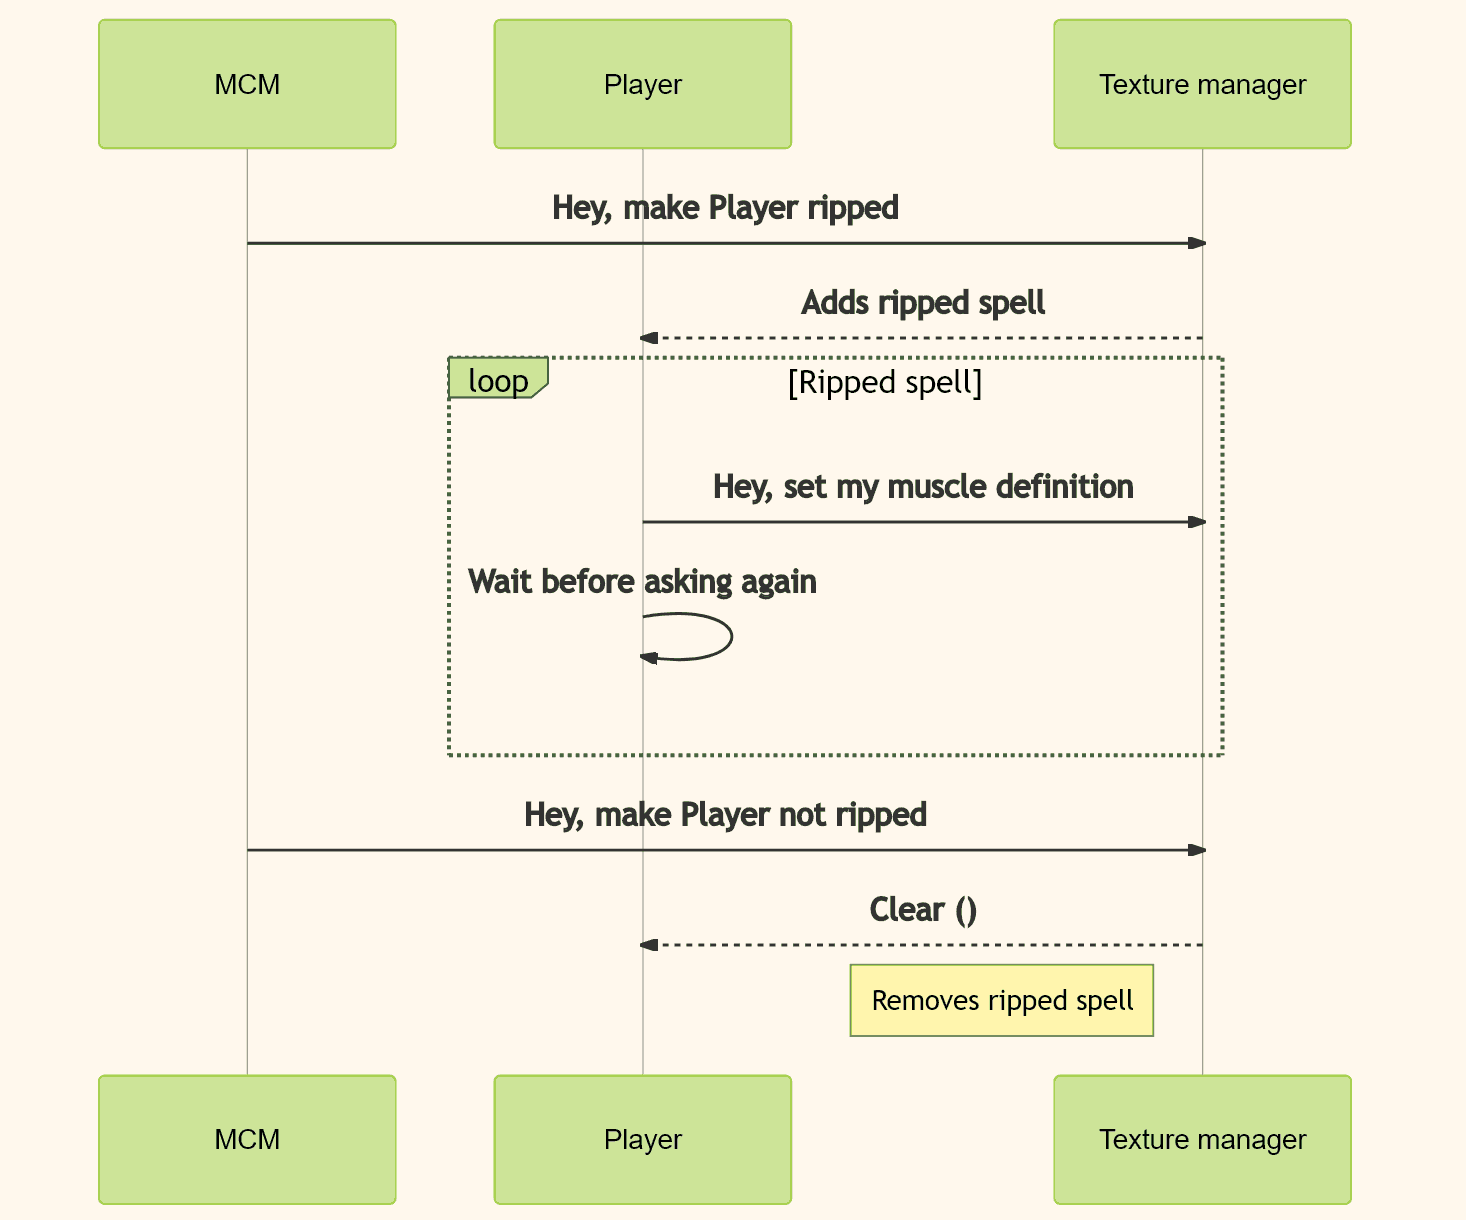 MCM
Player
Texture manager
Hey, make Player ripped
Adds ripped spell
loop
[Ripped spell]
Hey, set my muscle definition
Wait before asking again
Hey, make Player not ripped
Clear ()
Removes ripped spell
MCM
Player
Texture manager